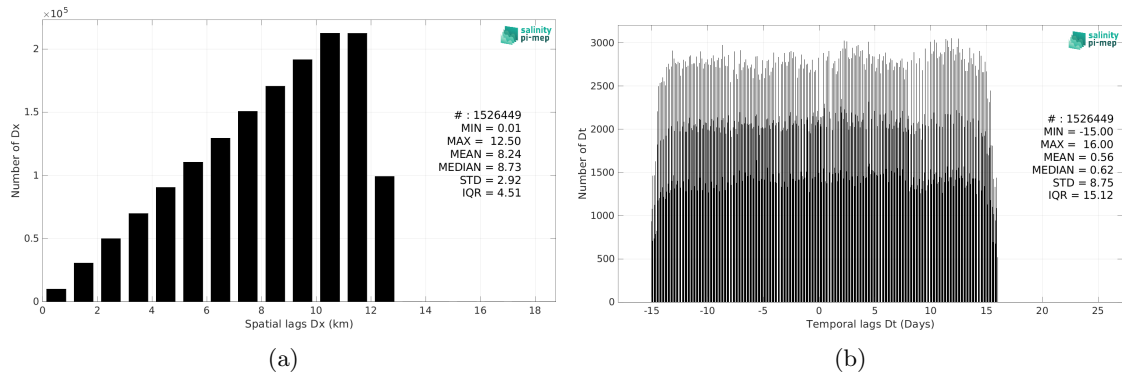 ×10⁵
2
1.5
1
0.5
0
Number of Dx
0 2 4 6 8 10 12 14 16 18
Spatial lags Dx (km)
salinity
pi-mep
# : 1526449
MIN = 0.01
MAX = 12.50
MEAN = 8.24
MEDIAN = 8.73
STD = 2.92
IQR = 4.51
(a)
3000
2500
2000
1500
1000
500
0
Number of Dt
-15 -10 -5 0 5 10 15 20 25
Temporal lags Dt (Days)
salinity
pi-mep
# : 1526449
MIN = -15.00
MAX = 16.00
MEAN = 0.56
MEDIAN = 0.62
STD = 8.75
IQR = 15.12
(b)